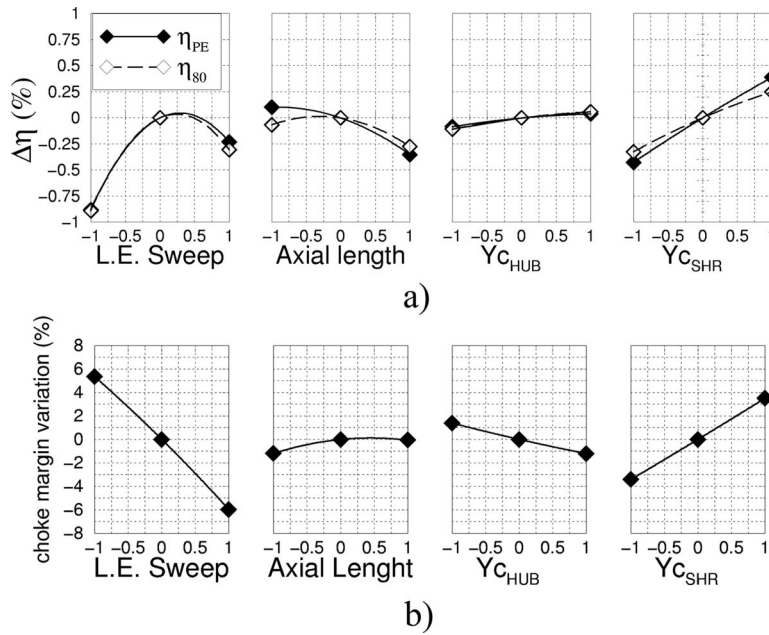 1
0.75
0.5
0.25
0
−0.25
−0.5
−0.75
−1
Δη (%)
η_PE
η_80
−1 −0.5 0 0.5 1
L.E. Sweep
−1 −0.5 0 0.5 1
Axial length
−1 −0.5 0 0.5 1
Yc_HUB
−1 −0.5 0 0.5 1
Yc_SHR
a)
choke margin variation (%)
8
6
4
2
0
−2
−4
−6
−8
−1 −0.5 0 0.5 1
L.E. Sweep
−1 −0.5 0 0.5 1
Axial Lenght
−1 −0.5 0 0.5 1
Yc_HUB
−1 −0.5 0 0.5 1
Yc_SHR
b)